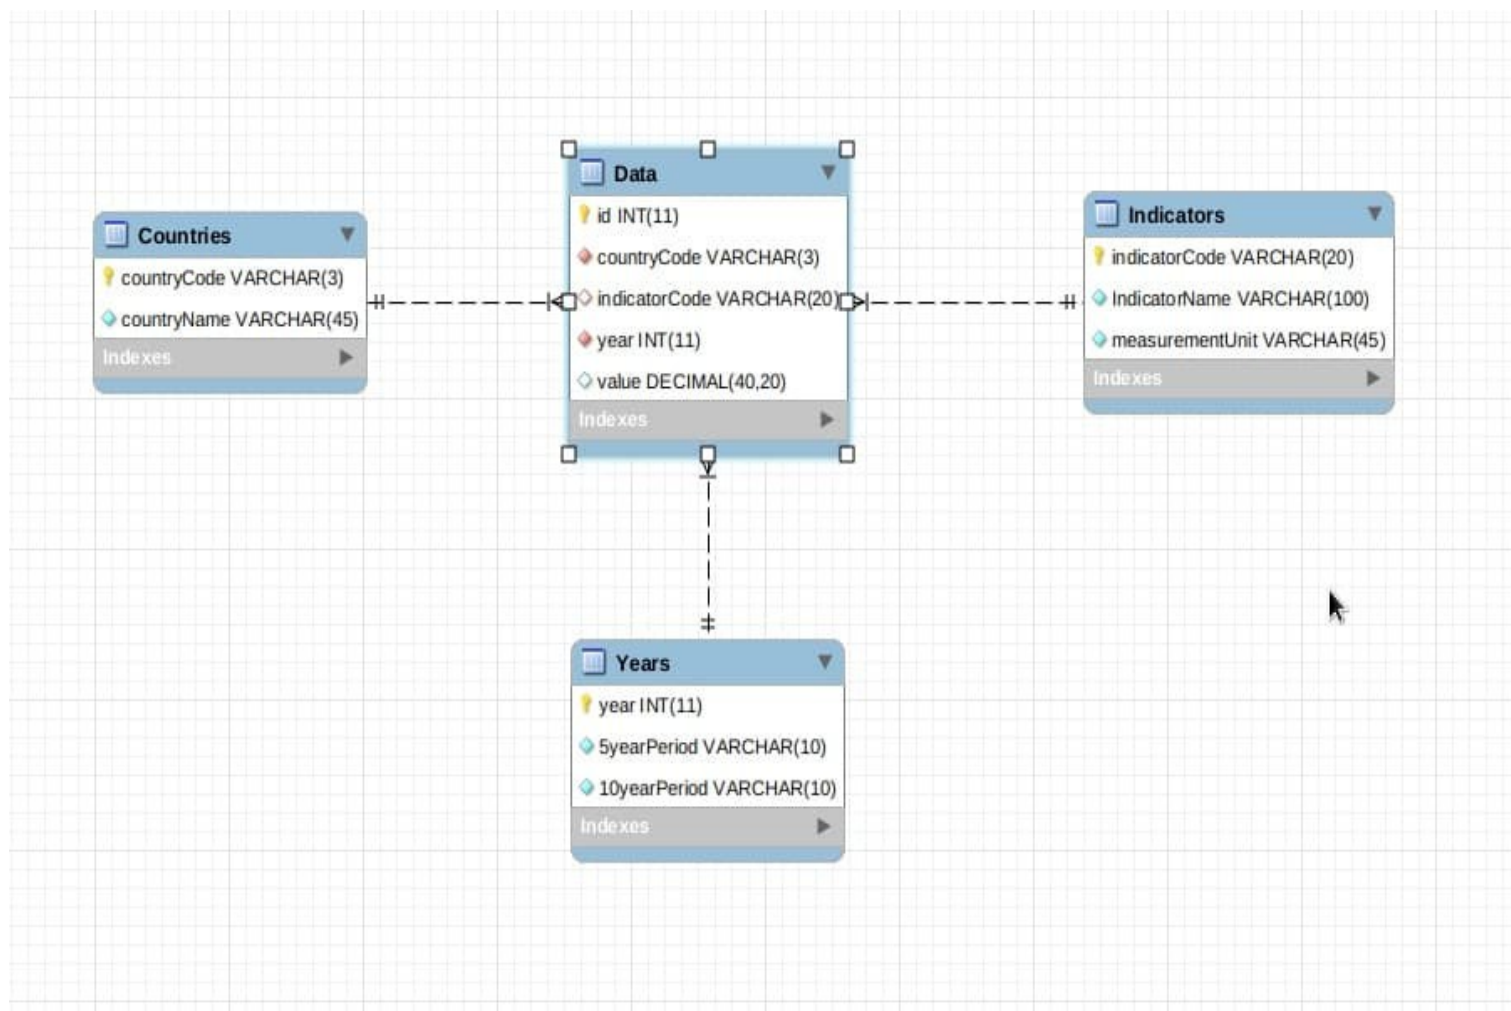 Data
id INT(11)
countryCode VARCHAR(3)
indicatorCode VARCHAR(20)
year INT(11)
value DECIMAL(40,20)
Indexes
Countries
countryCode VARCHAR(3)
countryName VARCHAR(45)
Indexes
Indicators
indicatorCode VARCHAR(20)
IndicatorName VARCHAR(100)
measurementUnit VARCHAR(45)
Indexes
Years
year INT(11)
5yearPeriod VARCHAR(10)
10yearPeriod VARCHAR(10)
Indexes